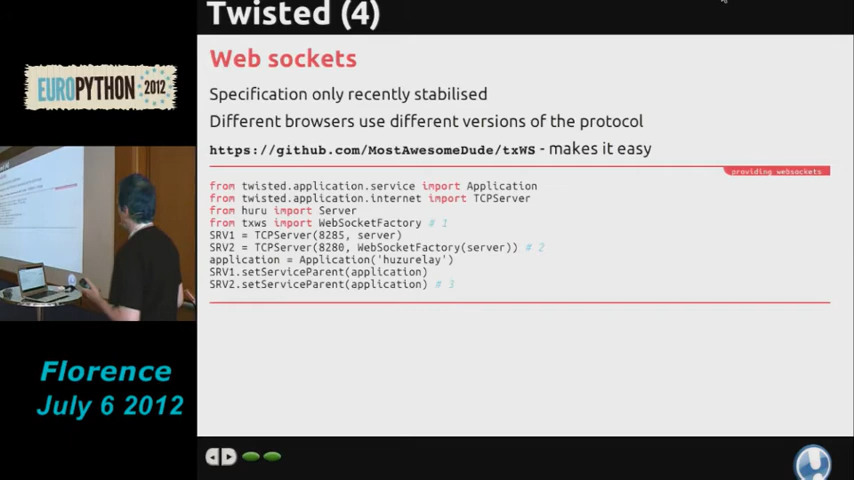 Twisted (4)
EUROPYTHON 2012
Web sockets
Specification only recently stabilised
Different browsers use different versions of the protocol
https://github.com/MostAwesomeDude/txWS - makes it easy
providing websockets
from twisted.application.service import Application
from twisted.application.internet import TCPServer
from huru import Server
from txws import WebSocketFactory # 1
SRV1 = TCPServer(8285, server)
SRV2 = TCPServer(8280, WebSocketFactory(server)) # 2
application = Application('huzurelay')
SRV1.setServiceParent(application)
SRV2.setServiceParent(application) # 3
Florence
July 6 2012